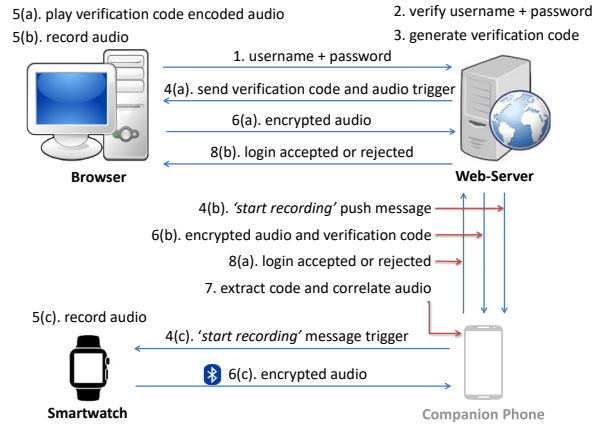 5(a). play verification code encoded audio
5(b). record audio
2. verify username + password
3. generate verification code
1. username + password
4(a). send verification code and audio trigger
6(a). encrypted audio
8(b). login accepted or rejected
Browser
Web-Server
4(b). ‘start recording’ push message
6(b). encrypted audio and verification code
8(a). login accepted or rejected
7. extract code and correlate audio
5(c). record audio
4(c). ‘start recording’ message trigger
6(c). encrypted audio
Smartwatch
Companion Phone